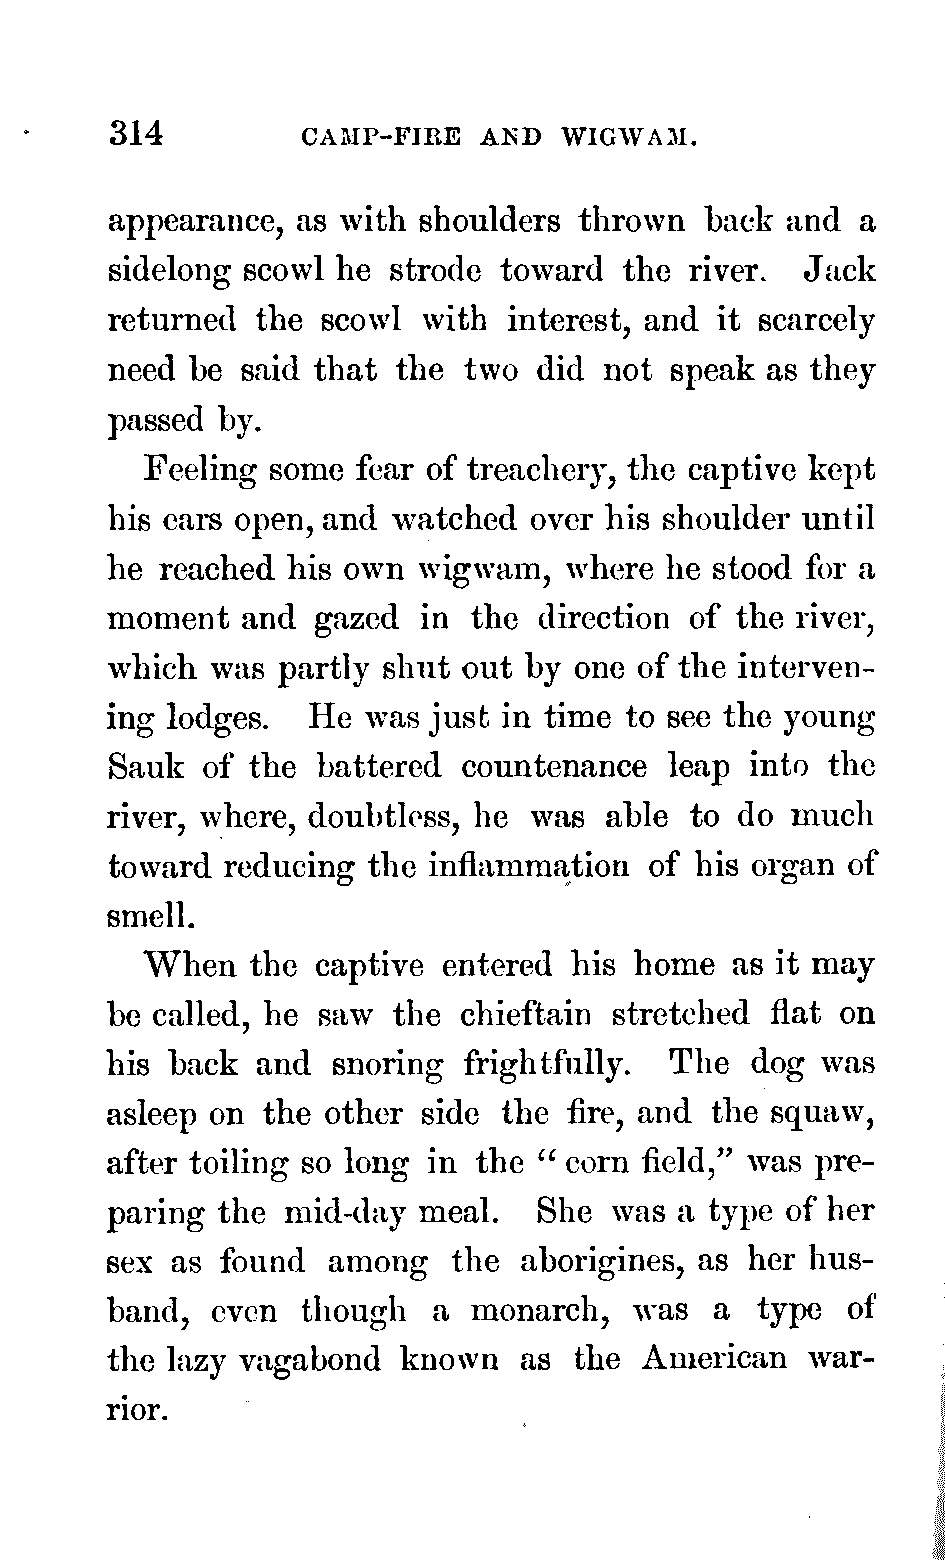 314 CAMP-FIRE AND WIGWAM.
appearance, as with shoulders thrown back and a
sidelong scowl he strode toward the river. Jack
returned the scowl with interest, and it scarcely
need be said that the two did not speak as they
passed by.
Feeling some fear of treachery, the captive kept
his ears open, and watched over his shoulder until
he reached his own wigwam, where he stood for a
moment and gazed in the direction of the river,
which was partly shut out by one of the interven-
ing lodges. He was just in time to see the young
Sauk of the battered countenance leap into the
river, where, doubtless, he was able to do much
toward reducing the inflammation of his organ of
smell.
When the captive entered his home as it may
be called, he saw the chieftain stretched flat on
his back and snoring frightfully. The dog was
asleep on the other side the fire, and the squaw,
after toiling so long in the “ corn field,” was pre-
paring the mid-day meal. She was a type of her
sex as found among the aborigines, as her hus-
band, even though a monarch, was a type of
the lazy vagabond known as the American war-
rior.